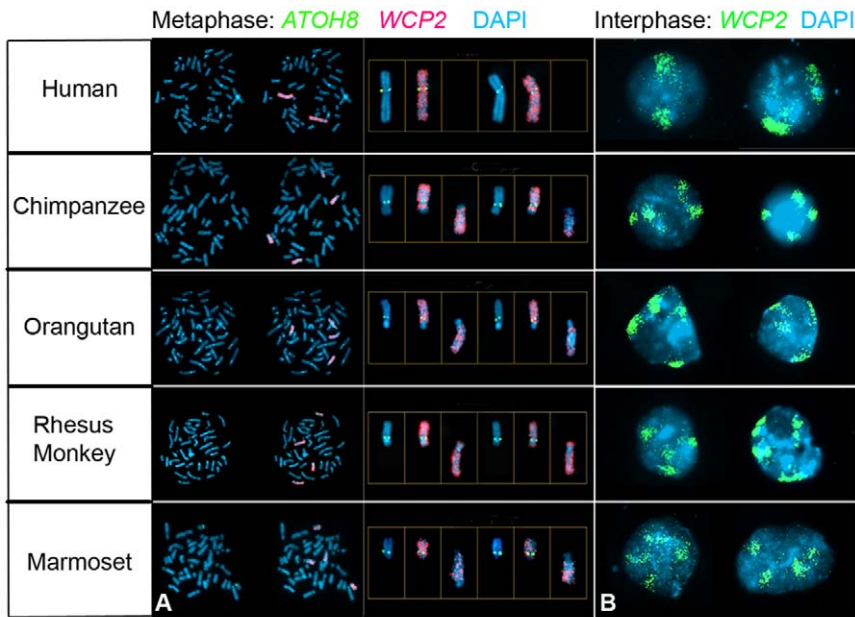 Metaphase: ATOH8 WCP2 DAPI
Interphase: WCP2 DAPI
Human
Chimpanzee
Orangutan
Rhesus
Monkey
Marmoset
A
B